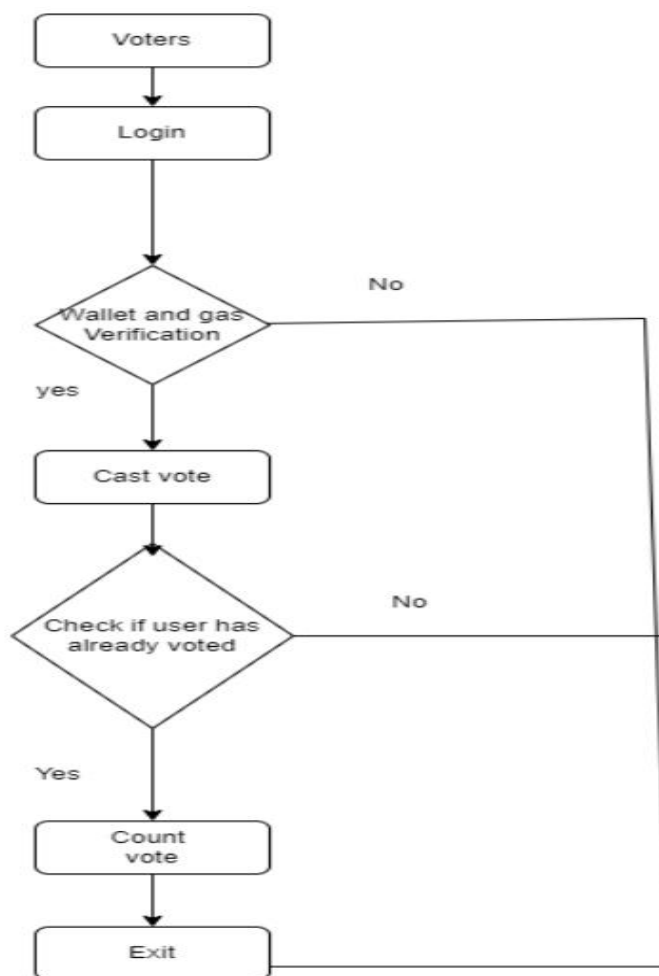 Voters
Login
No
Wallet and gas
Verification
yes
Cast vote
No
Check if user has
already voted
Yes
Count
vote
Exit